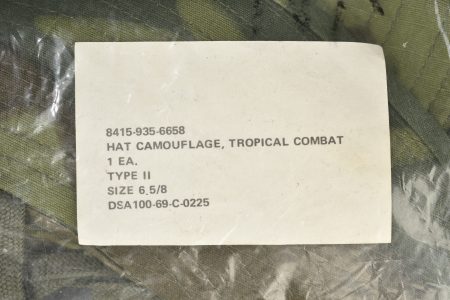 8415-935-6658
HAT CAMOUFLAGE, TROPICAL COMBAT
1 EA.
TYPE II
SIZE 6 5/8
DSA100-69-C-0225